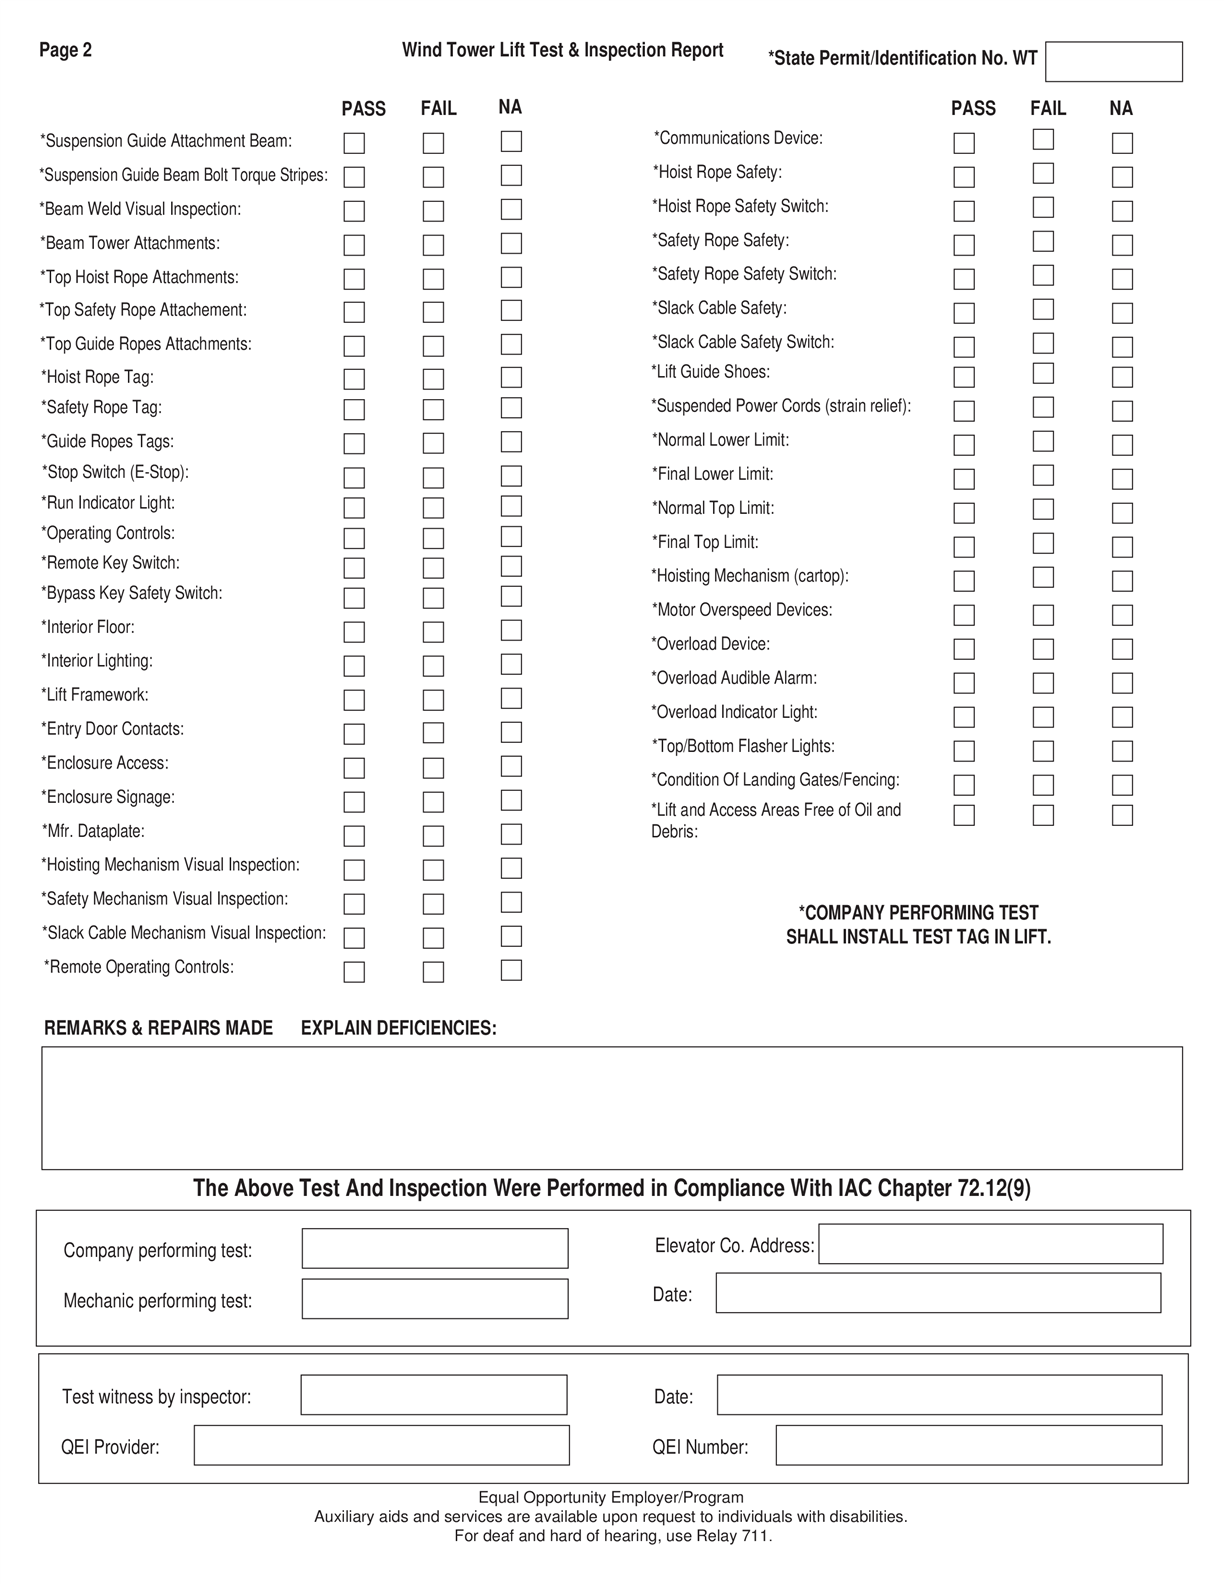 Page 2
Wind Tower Lift Test & Inspection Report
*State Permit/Identification No. WT
PASS FAIL NA
*Suspension Guide Attachment Beam:
*Suspension Guide Beam Bolt Torque Stripes:
*Beam Weld Visual Inspection:
*Beam Tower Attachments:
*Top Hoist Rope Attachments:
*Top Safety Rope Attachement:
*Top Guide Ropes Attachments:
*Hoist Rope Tag:
*Safety Rope Tag:
*Guide Ropes Tags:
*Stop Switch (E-Stop):
*Run Indicator Light:
*Operating Controls:
*Remote Key Switch:
*Bypass Key Safety Switch:
*Interior Floor:
*Interior Lighting:
*Lift Framework:
*Entry Door Contacts:
*Enclosure Access:
*Enclosure Signage:
*Mfr. Dataplate:
*Hoisting Mechanism Visual Inspection:
*Safety Mechanism Visual Inspection:
*Slack Cable Mechanism Visual Inspection:
*Remote Operating Controls:
PASS FAIL NA
*Communications Device:
*Hoist Rope Safety:
*Hoist Rope Safety Switch:
*Safety Rope Safety:
*Safety Rope Safety Switch:
*Slack Cable Safety:
*Slack Cable Safety Switch:
*Lift Guide Shoes:
*Suspended Power Cords (strain relief):
*Normal Lower Limit:
*Final Lower Limit:
*Normal Top Limit:
*Final Top Limit:
*Hoisting Mechanism (cartop):
*Motor Overspeed Devices:
*Overload Device:
*Overload Audible Alarm:
*Overload Indicator Light:
*Top/Bottom Flasher Lights:
*Condition Of Landing Gates/Fencing:
*Lift and Access Areas Free of Oil and
Debris:
*COMPANY PERFORMING TEST
SHALL INSTALL TEST TAG IN LIFT.
REMARKS & REPAIRS MADE EXPLAIN DEFICIENCIES:
The Above Test And Inspection Were Performed in Compliance With IAC Chapter 72.12(9)
Company performing test:
Elevator Co. Address:
Mechanic performing test:
Date:
Test witness by inspector:
Date:
QEI Provider:
QEI Number:
Equal Opportunity Employer/Program
Auxiliary aids and services are available upon request to individuals with disabilities.
For deaf and hard of hearing, use Relay 711.